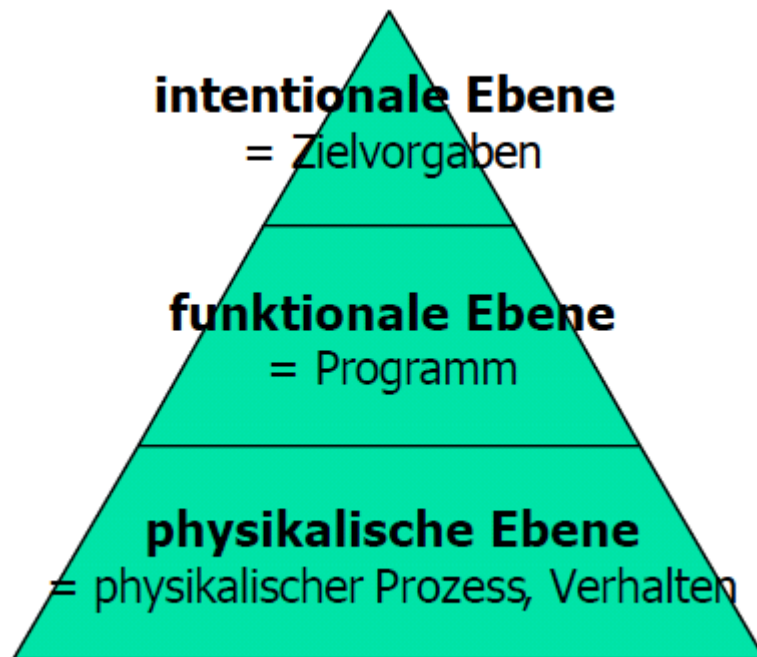 intentionale Ebene
= Zielvorgaben
funktionale Ebene
= Programm
physikalische Ebene
= physikalischer Prozess, Verhalten